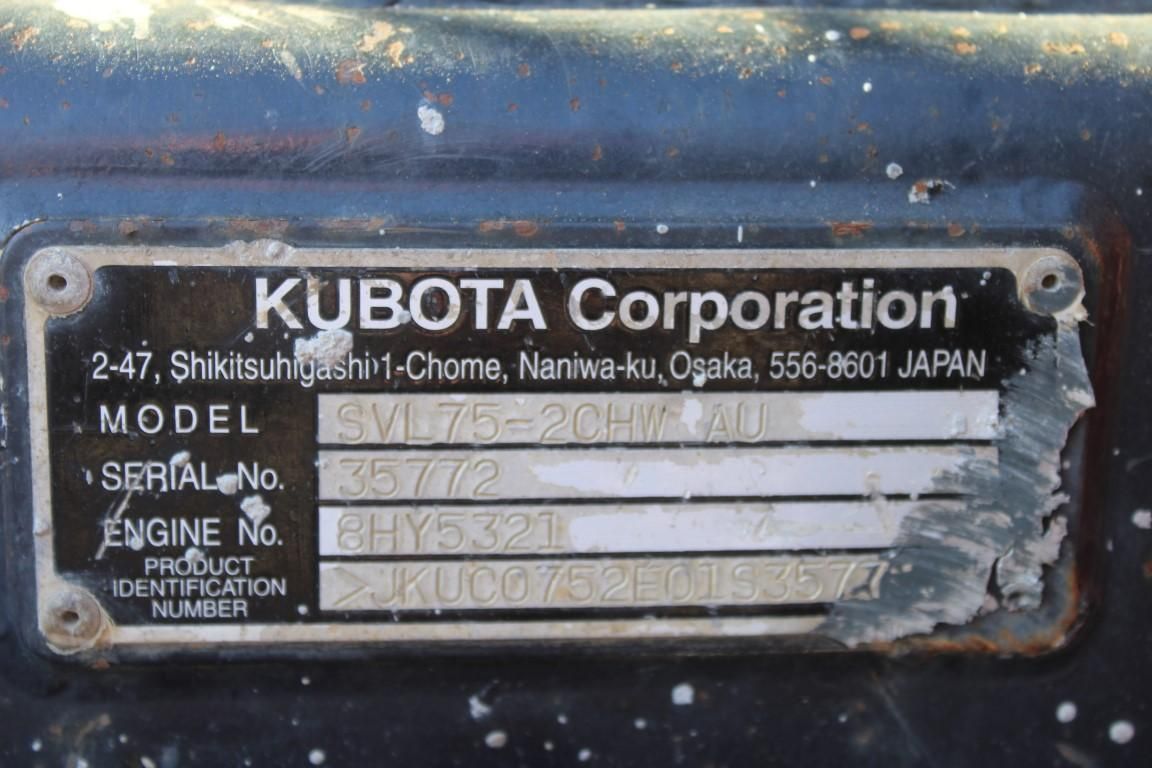 KUBOTA Corporation
2-47, Shikitsuhigashi 1-Chome, Naniwa-ku, Osaka, 556-8601 JAPAN
MODEL SVL75-2CHW AU
SERIAL No. 35772
ENGINE No. 8HY5321
PRODUCT
IDENTIFICATION
NUMBER
>JKUC0752E01S3577